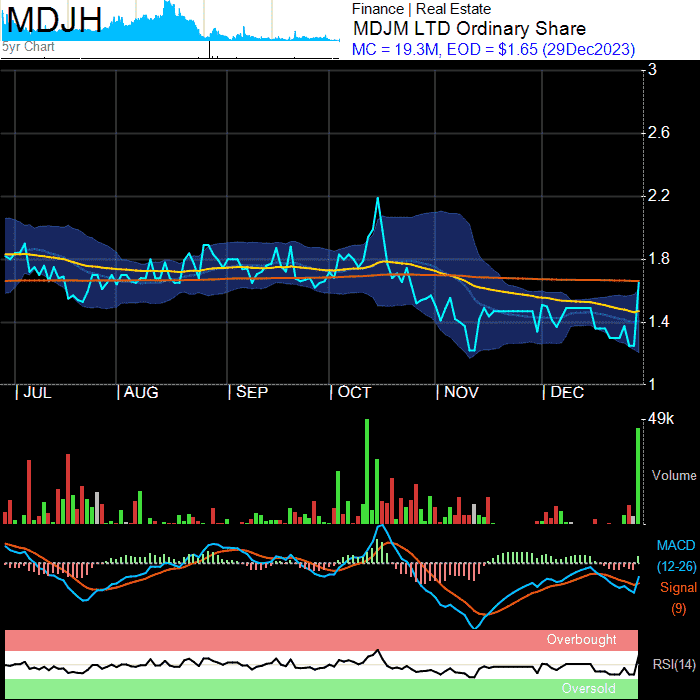 MDJH
5yr Chart
Finance | Real Estate
MDJM LTD Ordinary Share
MC = 19.3M, EOD = $1.65 (29Dec2023)
3
2.6
2.2
1.8
1.4
1
| JUL | AUG | SEP | OCT | NOV | DEC
49k
Volume
MACD
(12-26)
Signal
(9)
Overbought
RSI(14)
Oversold